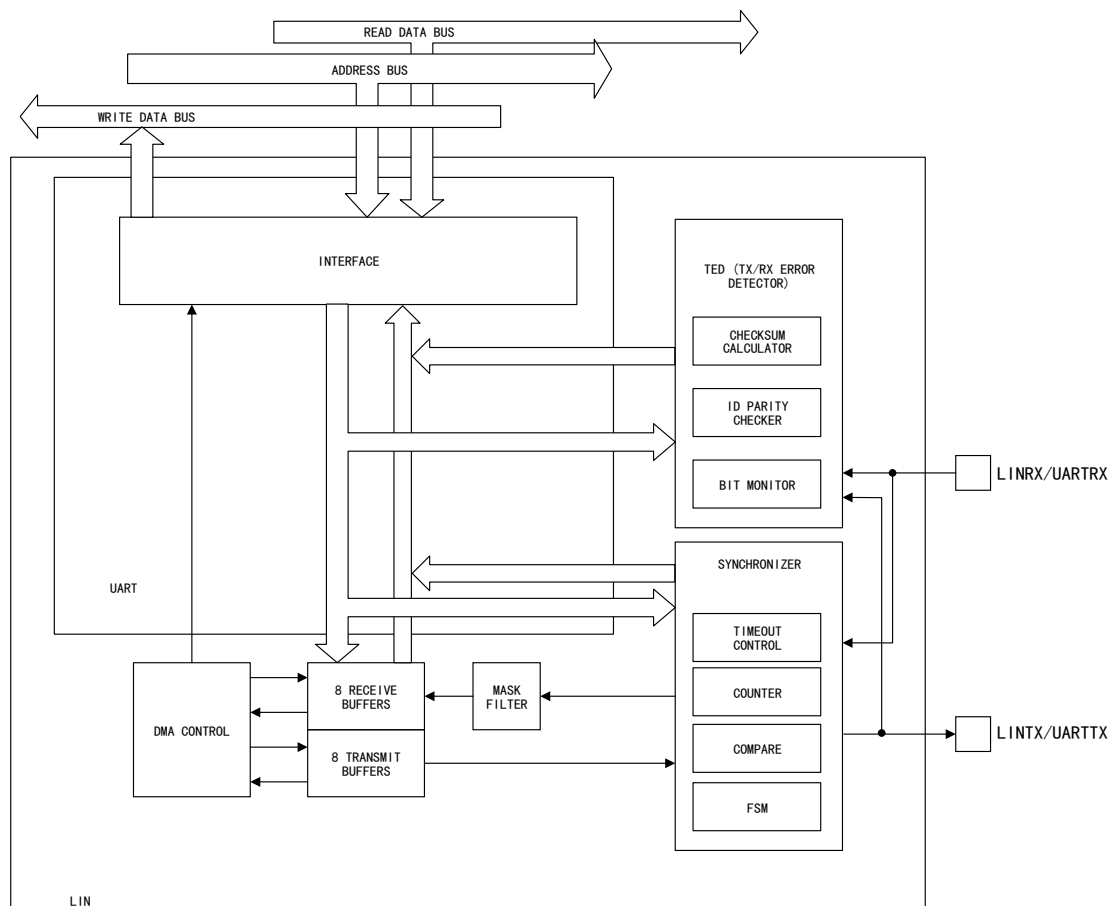 READ DATA BUS
ADDRESS BUS
WRITE DATA BUS
INTERFACE
TED (TX/RX ERROR
DETECTOR)
CHECKSUM
CALCULATOR
ID PARITY
CHECKER
BIT MONITOR
LINRX/UARTRX
SYNCHRONIZER
UART
TIMEOUT
CONTROL
8 RECEIVE
BUFFERS
MASK
FILTER
COUNTER
DMA CONTROL
LINTX/UARTTX
8 TRANSMIT
BUFFERS
COMPARE
FSM
LIN